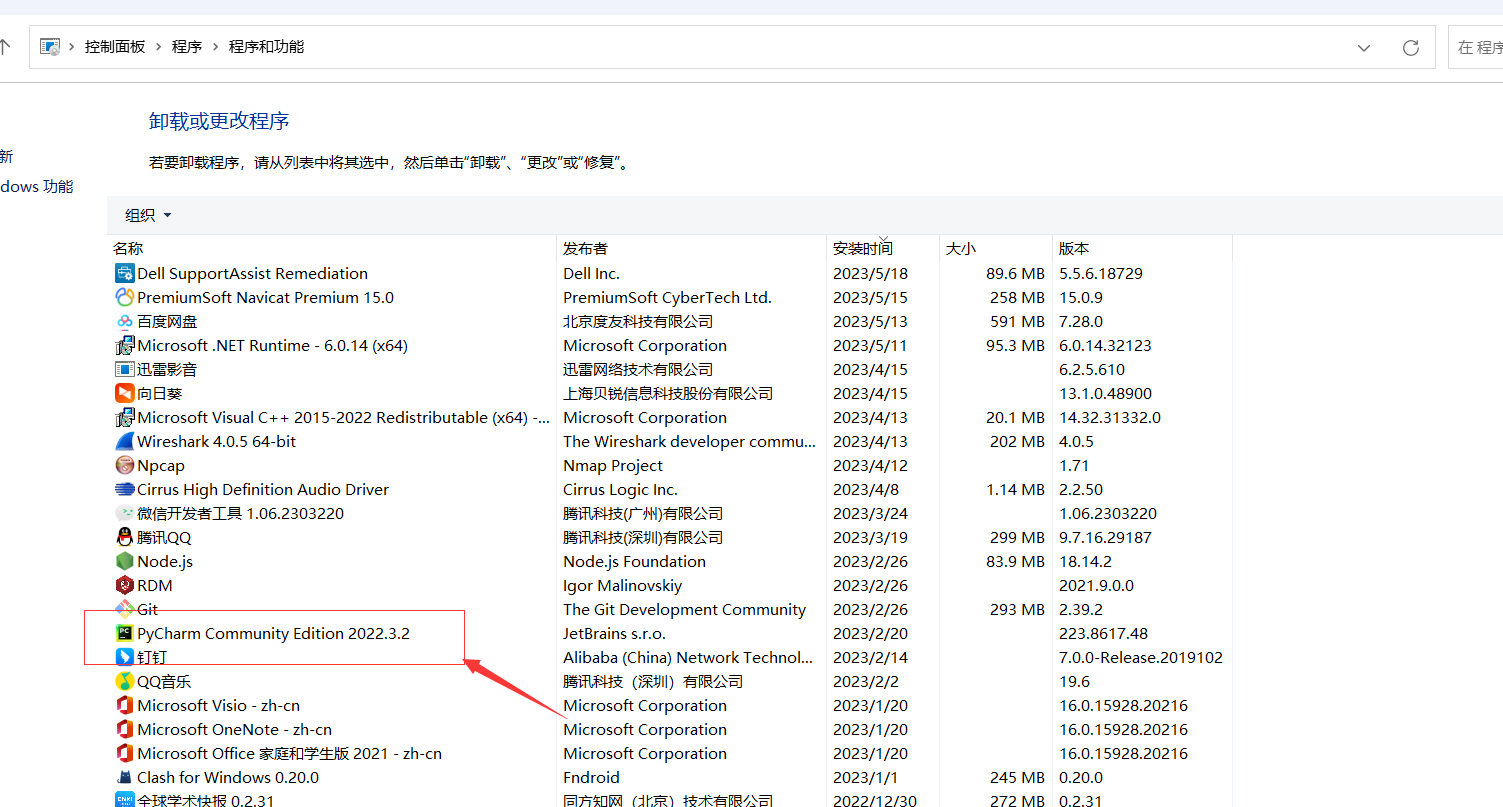 控制面板 > 程序 > 程序和功能
在 程序
卸载或更改程序
新
若要卸载程序，请从列表中将其选中，然后单击“卸载”、“更改”或“修复”。
dows 功能
组织
名称 发布者 安装时间 大小 版本
Dell SupportAssist Remediation Dell Inc. 2023/5/18 89.6 MB 5.5.6.18729
PremiumSoft Navicat Premium 15.0 PremiumSoft CyberTech Ltd. 2023/5/15 258 MB 15.0.9
百度网盘 北京度友科技有限公司 2023/5/13 591 MB 7.28.0
Microsoft .NET Runtime - 6.0.14 (x64) Microsoft Corporation 2023/5/11 95.3 MB 6.0.14.32123
迅雷影音 迅雷网络技术有限公司 2023/4/15 6.2.5.610
向日葵 上海贝锐信息科技股份有限公司 2023/4/15 13.1.0.48900
Microsoft Visual C++ 2015-2022 Redistributable (x64) -... Microsoft Corporation 2023/4/13 20.1 MB 14.32.31332.0
Wireshark 4.0.5 64-bit The Wireshark developer commu... 2023/4/13 202 MB 4.0.5
Npcap Nmap Project 2023/4/12 1.71
Cirrus High Definition Audio Driver Cirrus Logic Inc. 2023/4/8 1.14 MB 2.2.50
微信开发者工具 1.06.2303220 腾讯科技(广州)有限公司 2023/3/24 1.06.2303220
腾讯QQ 腾讯科技(深圳)有限公司 2023/3/19 299 MB 9.7.16.29187
Node.js Node.js Foundation 2023/2/26 83.9 MB 18.14.2
RDM Igor Malinovskiy 2023/2/26 2021.9.0.0
Git The Git Development Community 2023/2/26 293 MB 2.39.2
PyCharm Community Edition 2022.3.2 JetBrains s.r.o. 2023/2/20 223.8617.48
钉钉 Alibaba (China) Network Technol... 2023/2/14 7.0.0-Release.2019102
QQ音乐 腾讯科技（深圳）有限公司 2023/2/2 19.6
Microsoft Visio - zh-cn Microsoft Corporation 2023/1/20 16.0.15928.20216
Microsoft OneNote - zh-cn Microsoft Corporation 2023/1/20 16.0.15928.20216
Microsoft Office 家庭和学生版 2021 - zh-cn Microsoft Corporation 2023/1/20 16.0.15928.20216
Clash for Windows 0.20.0 Fndroid 2023/1/1 245 MB 0.20.0
全球学术快报 0.2.31 同方知网（北京）技术有限公司 2022/12/30 272 MB 0.2.31